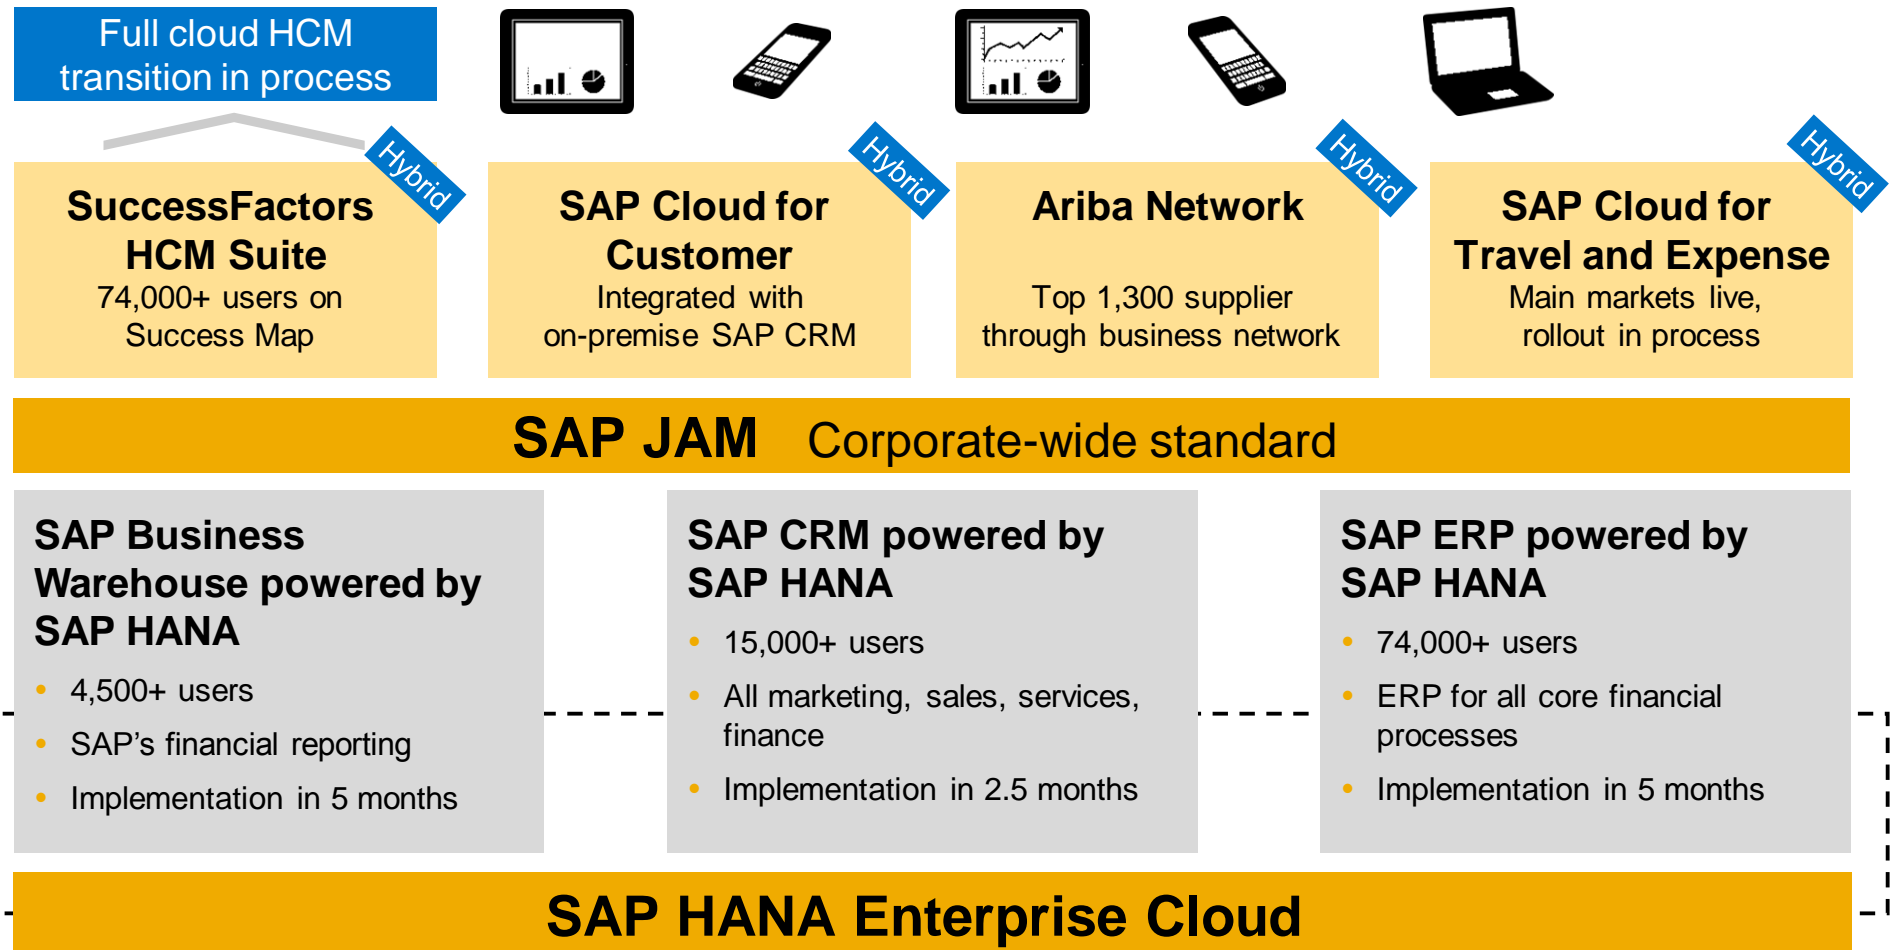 Full cloud HCM
transition in process
Hybrid
SuccessFactors
HCM Suite
74,000+ users on
Success Map
Hybrid
SAP Cloud for
Customer
Integrated with
on-premise SAP CRM
Hybrid
Ariba Network
Top 1,300 supplier
through business network
Hybrid
SAP Cloud for
Travel and Expense
Main markets live,
rollout in process
SAP JAM Corporate-wide standard
SAP Business
Warehouse powered by
SAP HANA
• 4,500+ users
• SAP’s financial reporting
• Implementation in 5 months
SAP CRM powered by
SAP HANA
• 15,000+ users
• All marketing, sales, services,
finance
• Implementation in 2.5 months
SAP ERP powered by
SAP HANA
• 74,000+ users
• ERP for all core financial
processes
• Implementation in 5 months
SAP HANA Enterprise Cloud